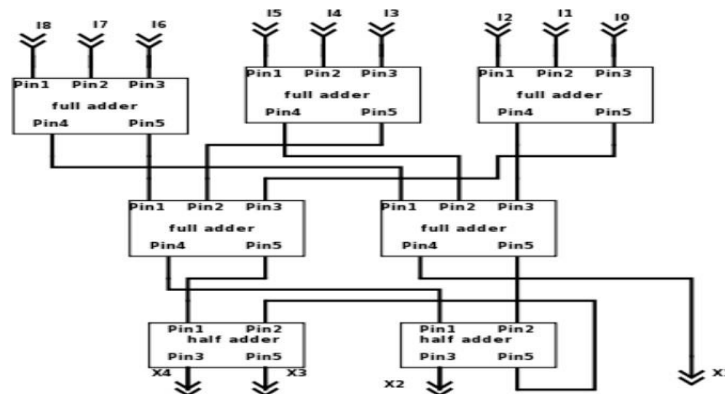 I8 I7 I6 I5 I4 I3 I2 I1 I0
Pin1 Pin2 Pin3 Pin1 Pin2 Pin3 Pin1 Pin2 Pin3
full adder full adder full adder
Pin4 Pin5 Pin4 Pin5 Pin4 Pin5
Pin1 Pin2 Pin3 Pin1 Pin2 Pin3
full adder full adder
Pin4 Pin5 Pin4 Pin5
Pin1 Pin2 Pin1 Pin2
half adder half adder
Pin3 Pin5 Pin3 Pin5
X4 X3 X2